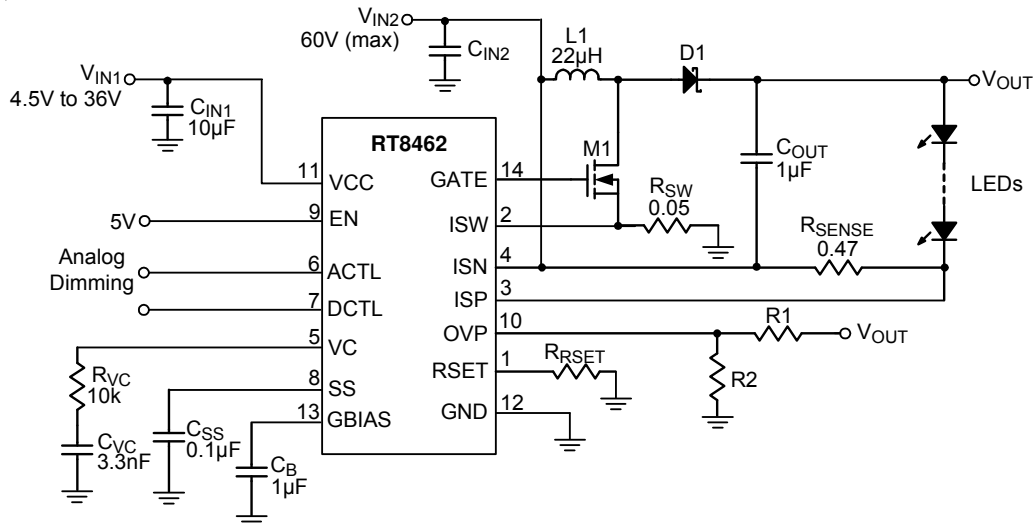 VIN2
60V (max)
CIN2
L1
22µH
D1
VOUT
VIN1
4.5V to 36V
CIN1
10µF
RT8462
M1
COUT
1µF
LEDs
11
VCC
GATE
14
RSW
0.05
5V
9
EN
ISW
2
RSENSE
0.47
Analog
Dimming
6
ACTL
ISN
4
7
DCTL
ISP
3
5
VC
OVP
10
R1
VOUT
RVC
10k
8
SS
RSET
1
RRSET
R2
13
GBIAS
GND
12
CVC
3.3nF
CSS
0.1µF
CB
1µF